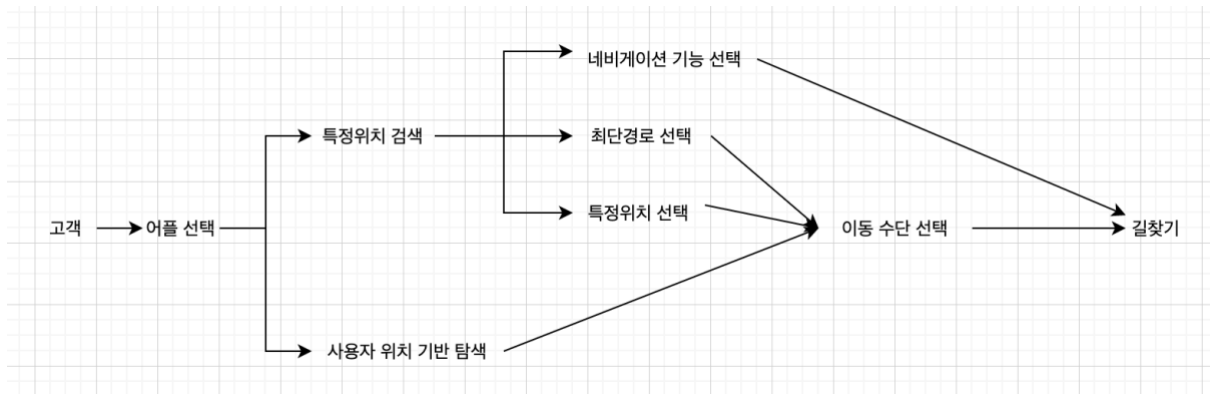 네비게이션 기능 선택
특정위치 검색
최단경로 선택
특정위치 선택
고객
어플 선택
이동 수단 선택
길찾기
사용자 위치 기반 탐색